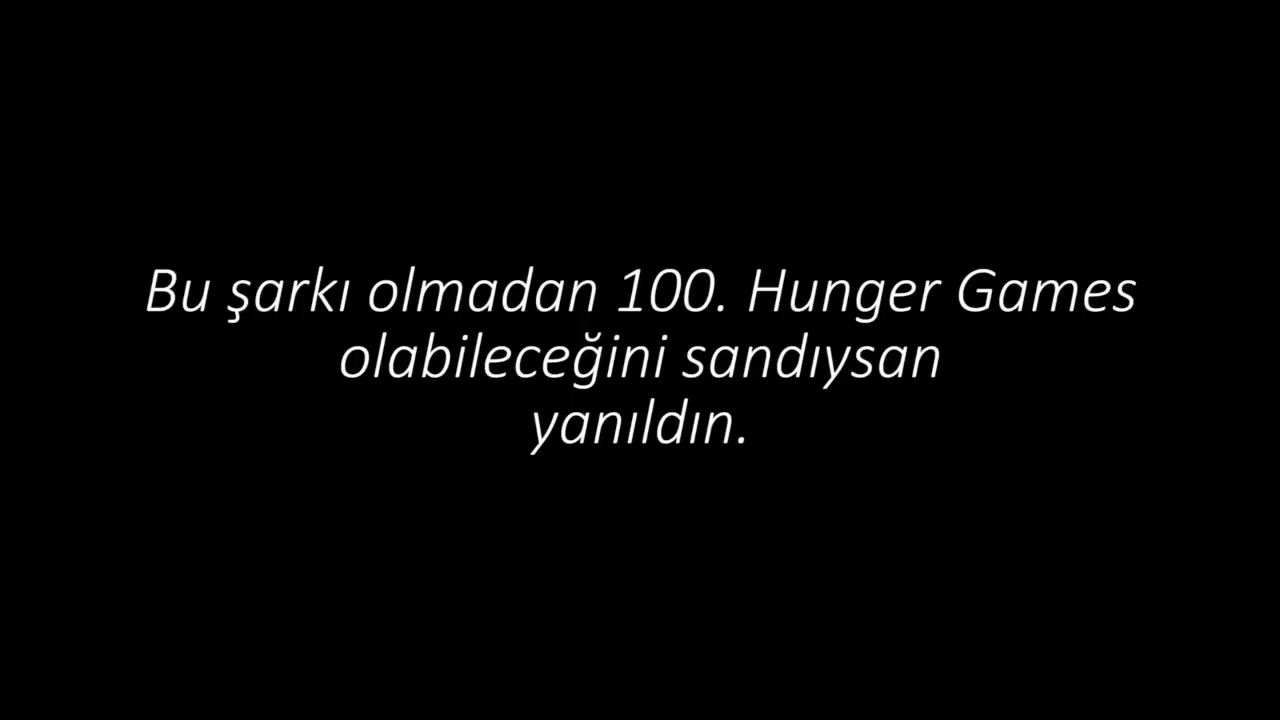 Bu şarkı olmadan 100. Hunger Games
olabileceğini sandıysan
yanıldın.